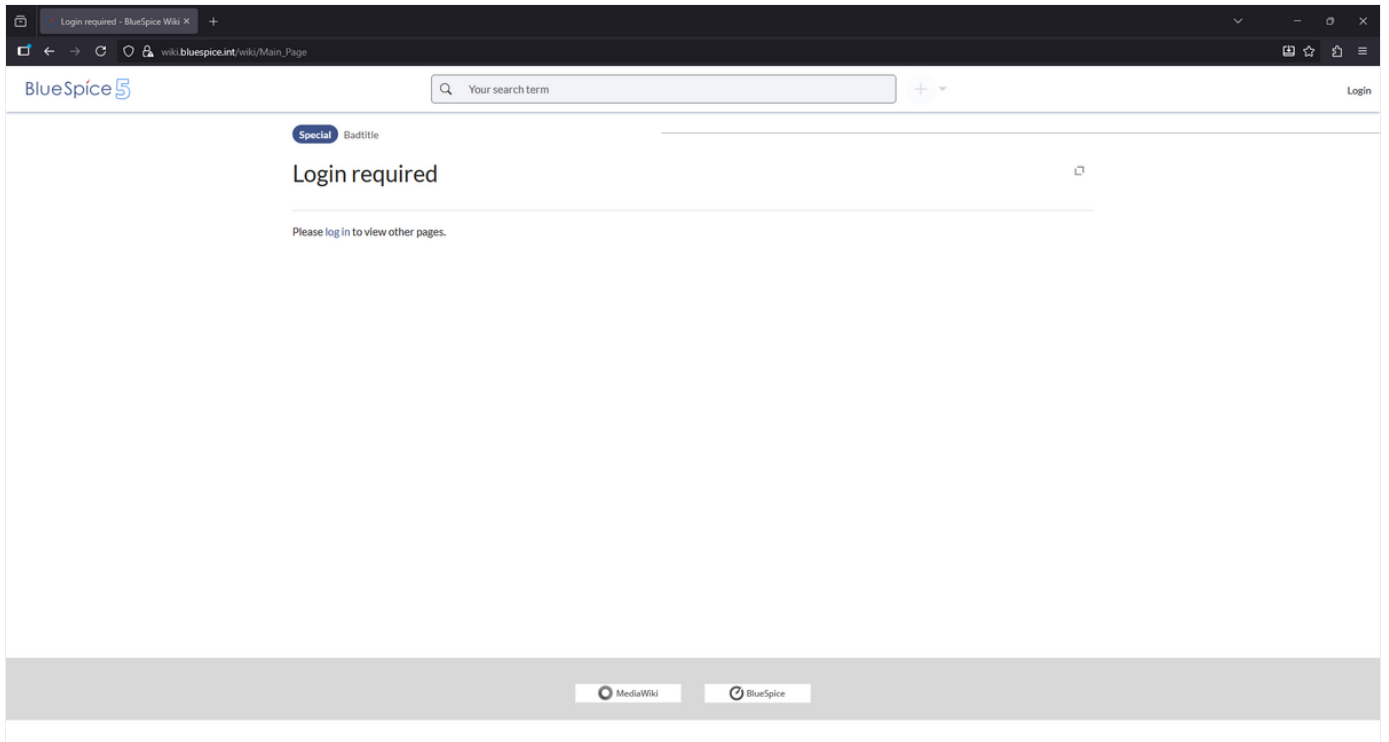 Login required - BlueSpice Wiki
wiki.bluespice.int/wiki/Main_Page
BlueSpice 5
Your search term
Login
Special Badtitle
Login required
Please log in to view other pages.
MediaWiki
BlueSpice